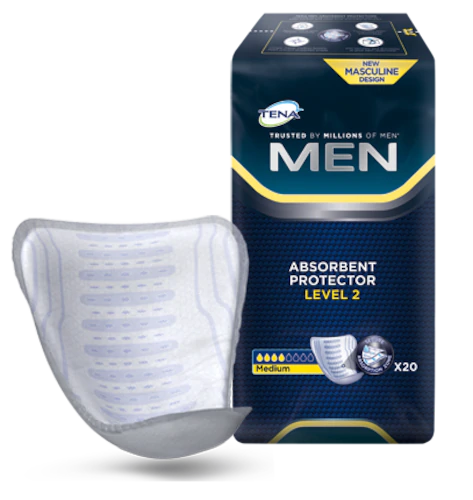 NEW
MASCULINE
DESIGN
TENA
TRUSTED BY MILLIONS OF MEN*
MEN
ABSORBENT
PROTECTOR
LEVEL 2
Medium
X20